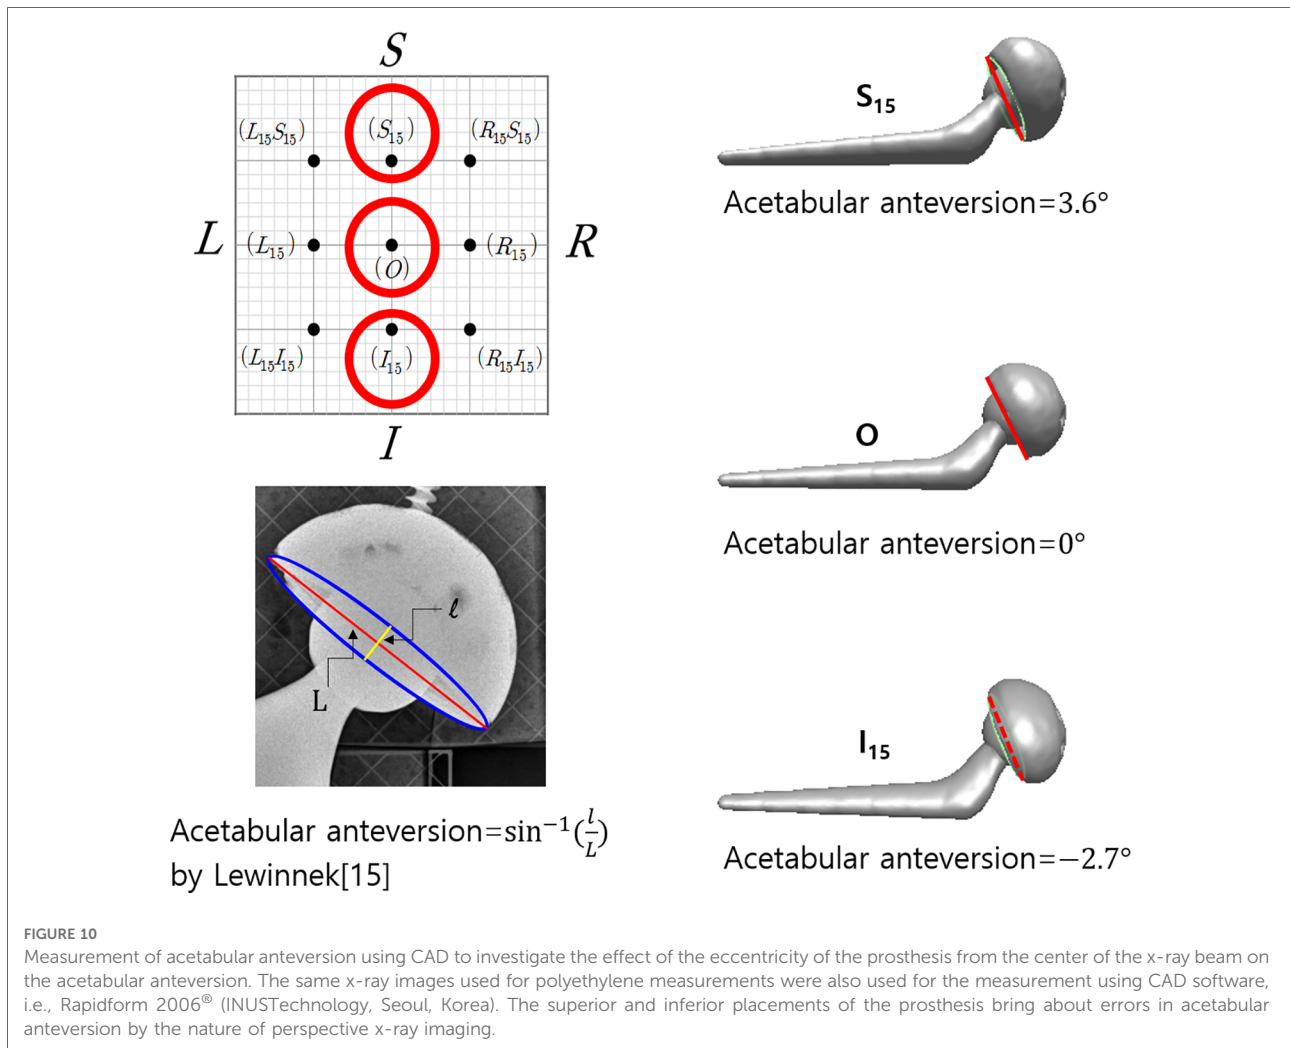 S
(L₁₅S₁₅) (S₁₅) (R₁₅S₁₅)
L (L₁₅) (O) (R₁₅) R
(L₁₅I₁₅) (I₁₅) (R₁₅I₁₅)
I
ℓ
L
Acetabular anteversion=sin⁻¹(l/L)
by Lewinnek[15]
S₁₅
Acetabular anteversion=3.6°
O
Acetabular anteversion=0°
I₁₅
Acetabular anteversion=−2.7°
FIGURE 10
Measurement of acetabular anteversion using CAD to investigate the effect of the eccentricity of the prosthesis from the center of the x-ray beam on
the acetabular anteversion. The same x-ray images used for polyethylene measurements were also used for the measurement using CAD software,
i.e., Rapidform 2006® (INUSTechnology, Seoul, Korea). The superior and inferior placements of the prosthesis bring about errors in acetabular
anteversion by the nature of perspective x-ray imaging.